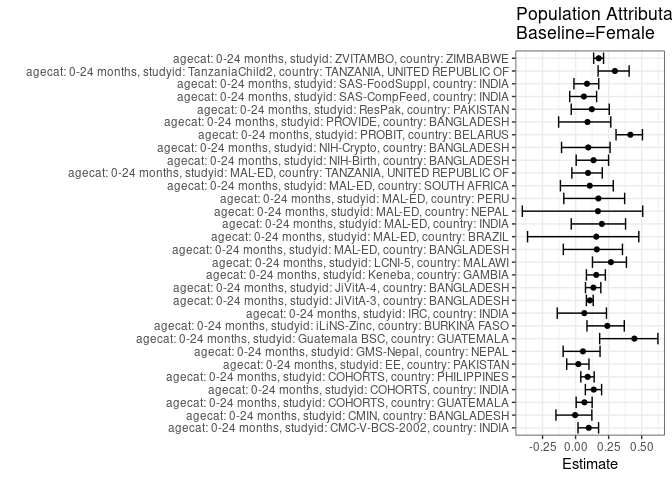 Population Attributa
Baseline=Female
agecat: 0-24 months, studyid: ZVITAMBO, country: ZIMBABWE
agecat: 0-24 months, studyid: TanzaniaChild2, country: TANZANIA, UNITED REPUBLIC OF
agecat: 0-24 months, studyid: SAS-FoodSuppl, country: INDIA
agecat: 0-24 months, studyid: SAS-CompFeed, country: INDIA
agecat: 0-24 months, studyid: ResPak, country: PAKISTAN
agecat: 0-24 months, studyid: PROVIDE, country: BANGLADESH
agecat: 0-24 months, studyid: PROBIT, country: BELARUS
agecat: 0-24 months, studyid: NIH-Crypto, country: BANGLADESH
agecat: 0-24 months, studyid: NIH-Birth, country: BANGLADESH
agecat: 0-24 months, studyid: MAL-ED, country: TANZANIA, UNITED REPUBLIC OF
agecat: 0-24 months, studyid: MAL-ED, country: SOUTH AFRICA
agecat: 0-24 months, studyid: MAL-ED, country: PERU
agecat: 0-24 months, studyid: MAL-ED, country: NEPAL
agecat: 0-24 months, studyid: MAL-ED, country: INDIA
agecat: 0-24 months, studyid: MAL-ED, country: BRAZIL
agecat: 0-24 months, studyid: MAL-ED, country: BANGLADESH
agecat: 0-24 months, studyid: LCNI-5, country: MALAWI
agecat: 0-24 months, studyid: Keneba, country: GAMBIA
agecat: 0-24 months, studyid: JiVitA-4, country: BANGLADESH
agecat: 0-24 months, studyid: JiVitA-3, country: BANGLADESH
agecat: 0-24 months, studyid: IRC, country: INDIA
agecat: 0-24 months, studyid: iLiNS-Zinc, country: BURKINA FASO
agecat: 0-24 months, studyid: Guatemala BSC, country: GUATEMALA
agecat: 0-24 months, studyid: GMS-Nepal, country: NEPAL
agecat: 0-24 months, studyid: EE, country: PAKISTAN
agecat: 0-24 months, studyid: COHORTS, country: PHILIPPINES
agecat: 0-24 months, studyid: COHORTS, country: INDIA
agecat: 0-24 months, studyid: COHORTS, country: GUATEMALA
agecat: 0-24 months, studyid: CMIN, country: BANGLADESH
agecat: 0-24 months, studyid: CMC-V-BCS-2002, country: INDIA
-0.25 0.00 0.25 0.50
Estimate